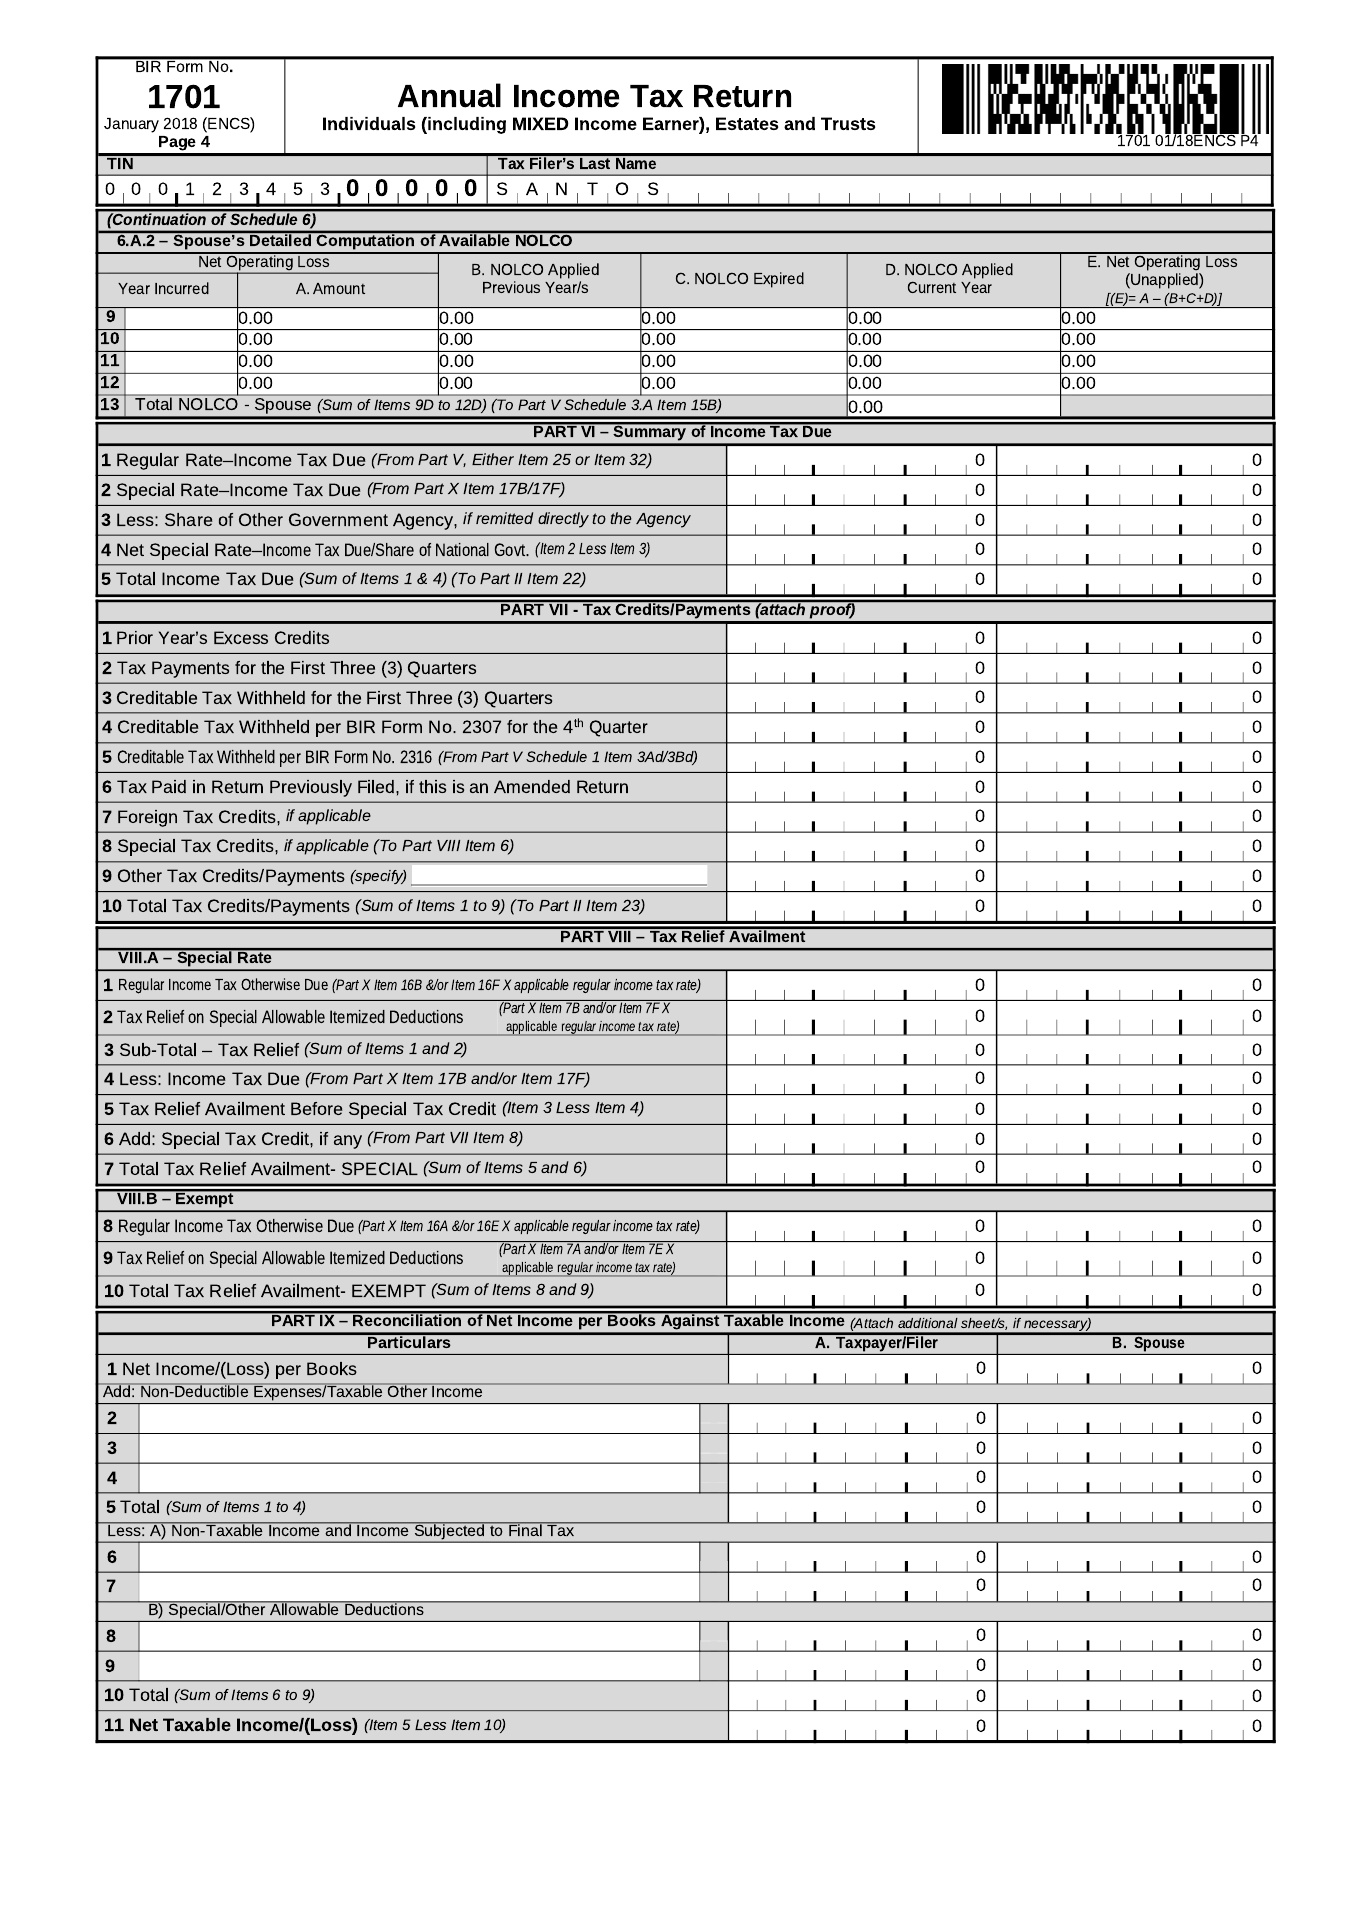 BIR Form No.
1701
January 2018 (ENCS)
Page 4
Annual Income Tax Return
Individuals (including MIXED Income Earner), Estates and Trusts
1701 01/18ENCS P4
TIN Tax Filer’s Last Name
0 0 0 1 2 3 4 5 3 0 0 0 0 0 S A N T O S
(Continuation of Schedule 6)
6.A.2 – Spouse’s Detailed Computation of Available NOLCO
Net Operating Loss
Year Incurred A. Amount
B. NOLCO Applied
Previous Year/s
C. NOLCO Expired
D. NOLCO Applied
Current Year
E. Net Operating Loss
(Unapplied)
[(E)= A – (B+C+D)]
9 0.00 0.00 0.00 0.00 0.00
10 0.00 0.00 0.00 0.00 0.00
11 0.00 0.00 0.00 0.00 0.00
12 0.00 0.00 0.00 0.00 0.00
13 Total NOLCO - Spouse (Sum of Items 9D to 12D) (To Part V Schedule 3.A Item 15B) 0.00
PART VI – Summary of Income Tax Due
1 Regular Rate–Income Tax Due (From Part V, Either Item 25 or Item 32) 0 0
2 Special Rate–Income Tax Due (From Part X Item 17B/17F) 0 0
3 Less: Share of Other Government Agency, if remitted directly to the Agency 0 0
4 Net Special Rate–Income Tax Due/Share of National Govt. (Item 2 Less Item 3) 0 0
5 Total Income Tax Due (Sum of Items 1 & 4) (To Part II Item 22) 0 0
PART VII - Tax Credits/Payments (attach proof)
1 Prior Year’s Excess Credits 0 0
2 Tax Payments for the First Three (3) Quarters 0 0
3 Creditable Tax Withheld for the First Three (3) Quarters 0 0
4 Creditable Tax Withheld per BIR Form No. 2307 for the 4th Quarter 0 0
5 Creditable Tax Withheld per BIR Form No. 2316 (From Part V Schedule 1 Item 3Ad/3Bd) 0 0
6 Tax Paid in Return Previously Filed, if this is an Amended Return 0 0
7 Foreign Tax Credits, if applicable 0 0
8 Special Tax Credits, if applicable (To Part VIII Item 6) 0 0
9 Other Tax Credits/Payments (specify) 0 0
10 Total Tax Credits/Payments (Sum of Items 1 to 9) (To Part II Item 23) 0 0
PART VIII – Tax Relief Availment
VIII.A – Special Rate
1 Regular Income Tax Otherwise Due (Part X Item 16B &/or Item 16F X applicable regular income tax rate) 0 0
2 Tax Relief on Special Allowable Itemized Deductions (Part X Item 7B and/or Item 7F X
applicable regular income tax rate) 0 0
3 Sub-Total – Tax Relief (Sum of Items 1 and 2) 0 0
4 Less: Income Tax Due (From Part X Item 17B and/or Item 17F) 0 0
5 Tax Relief Availment Before Special Tax Credit (Item 3 Less Item 4) 0 0
6 Add: Special Tax Credit, if any (From Part VII Item 8) 0 0
7 Total Tax Relief Availment- SPECIAL (Sum of Items 5 and 6) 0 0
VIII.B – Exempt
8 Regular Income Tax Otherwise Due (Part X Item 16A &/or 16E X applicable regular income tax rate) 0 0
9 Tax Relief on Special Allowable Itemized Deductions (Part X Item 7A and/or Item 7E X
applicable regular income tax rate) 0 0
10 Total Tax Relief Availment- EXEMPT (Sum of Items 8 and 9) 0 0
PART IX – Reconciliation of Net Income per Books Against Taxable Income (Attach additional sheet/s, if necessary)
Particulars A. Taxpayer/Filer B. Spouse
1 Net Income/(Loss) per Books 0 0
Add: Non-Deductible Expenses/Taxable Other Income
2 0 0
3 0 0
4 0 0
5 Total (Sum of Items 1 to 4) 0 0
Less: A) Non-Taxable Income and Income Subjected to Final Tax
6 0 0
7 0 0
B) Special/Other Allowable Deductions
8 0 0
9 0 0
10 Total (Sum of Items 6 to 9) 0 0
11 Net Taxable Income/(Loss) (Item 5 Less Item 10) 0 0